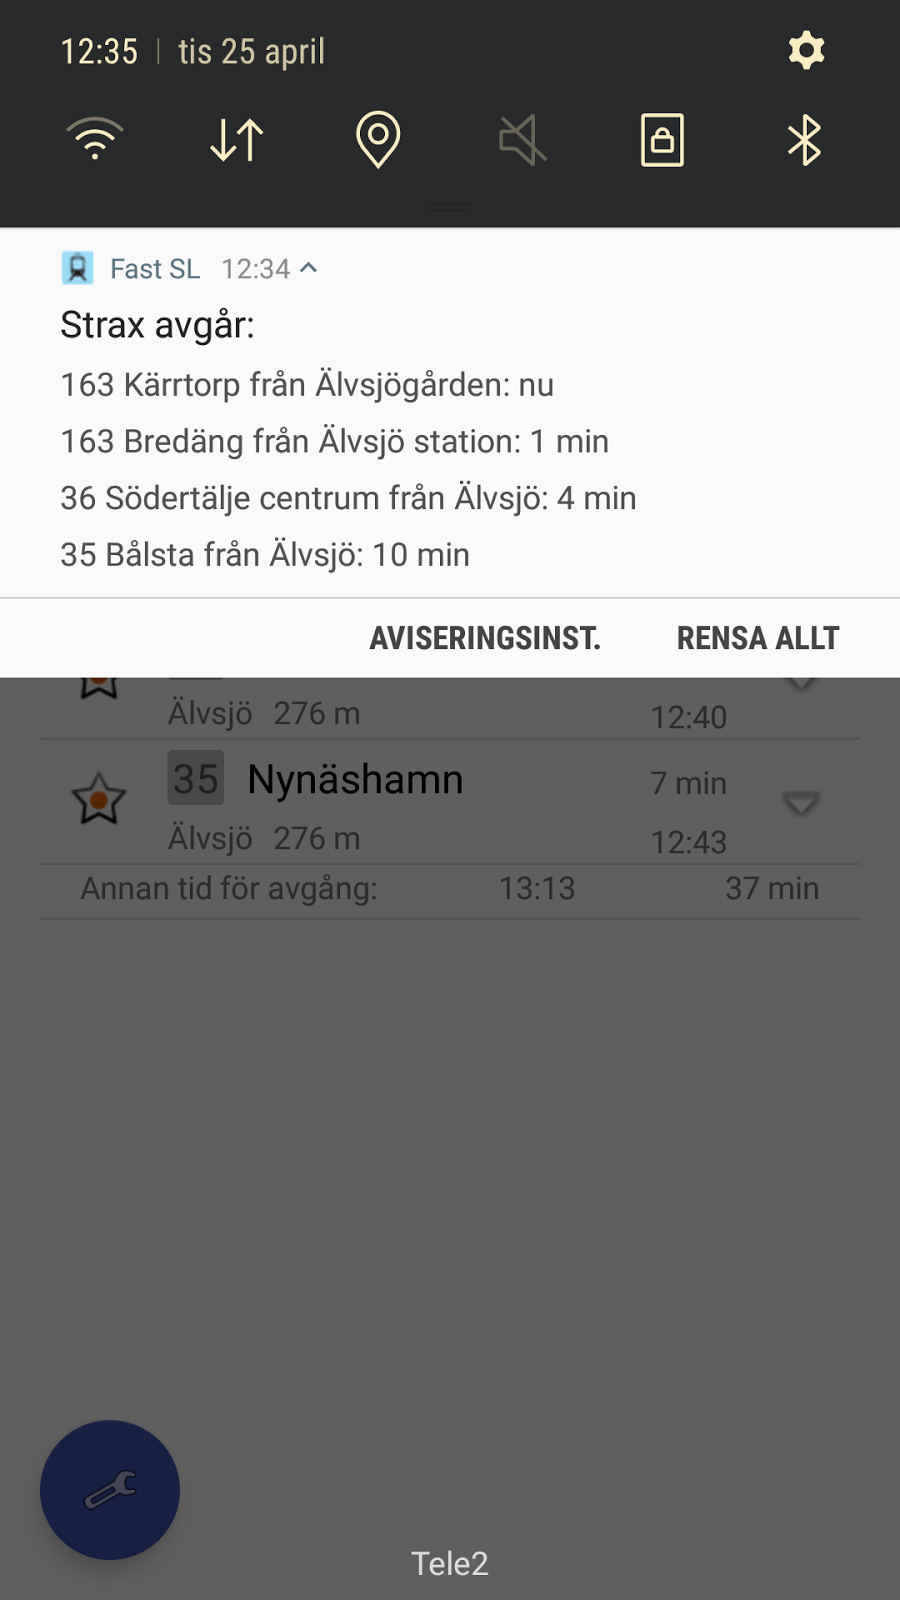 12:35 | tis 25 april
Fast SL 12:34
Strax avgår:
163 Kärrtorp från Älvsjögården: nu
163 Bredäng från Älvsjö station: 1 min
36 Södertälje centrum från Älvsjö: 4 min
35 Bålsta från Älvsjö: 10 min
AVISERINGSINST. RENSA ALLT
Älvsjö 276 m 12:40
35 Nynäshamn 7 min
Älvsjö 276 m 12:43
Annan tid för avgång: 13:13 37 min
Tele2